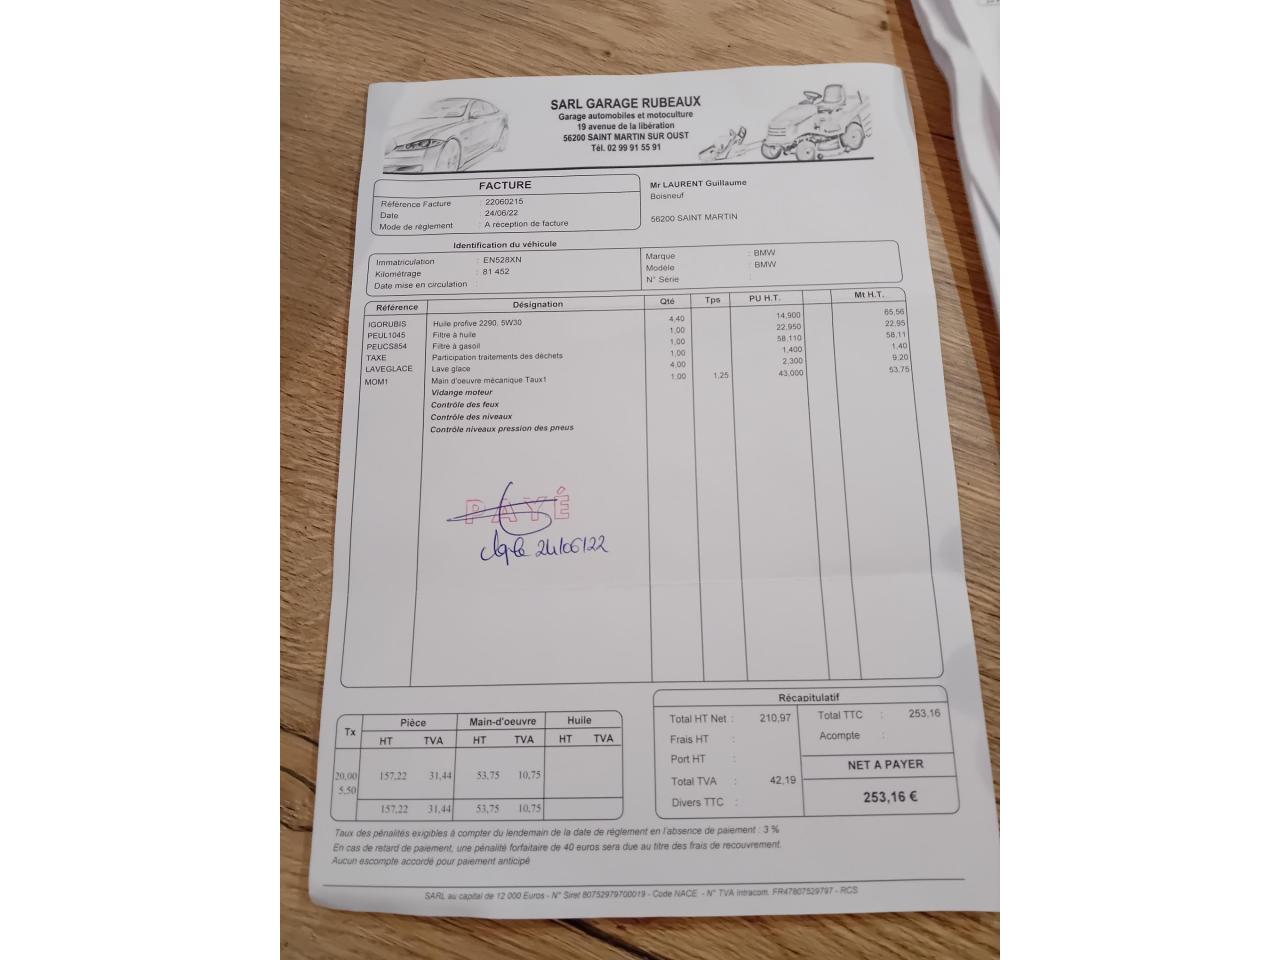 SARL GARAGE RUBEAUX
Garage automobiles et motoculture
19 avenue de la libération
56200 SAINT MARTIN SUR OUST
Tél. 02 99 91 55 91
FACTURE
Référence Facture : 22060215
Date : 24/06/22
Mode de règlement : A réception de facture
Mr LAURENT Guillaume
Boisneuf
56200 SAINT MARTIN
Identification du véhicule
Immatriculation : EN528XN
Kilométrage : 81 452
Date mise en circulation :
Marque : BMW
Modèle : BMW
N° Série :
Référence Désignation Qté Tps PU H.T. Mt H.T.
IGORUBIS Huile profive 2290. 5W30 4,40 14,900 65,56
PEUL1045 Filtre à huile 1,00 22,950 22,95
PEUCS854 Filtre à gasoil 1,00 58,110 58,11
TAXE Participation traitements des déchets 1,00 1,400 1,40
LAVEGLACE Lave glace 4,00 2,300 9,20
MOM1 Main d'oeuvre mécanique Taux1 1,00 1,25 43,000 53,75
Vidange moteur
Contrôle des feux
Contrôle des niveaux
Contrôle niveaux pression des pneus
PAYÉ
24/06/22
Tx Pièce Main-d'oeuvre Huile
HT TVA HT TVA HT TVA
20,00 157,22 31,44 53,75 10,75
5,50
157,22 31,44 53,75 10,75
Récapitulatif
Total HT Net : 210,97
Frais HT :
Port HT :
Total TVA : 42,19
Divers TTC :
Total TTC : 253,16
Acompte :
NET A PAYER
253,16 €
Taux des pénalités exigibles à compter du lendemain de la date de règlement en l'absence de paiement : 3 %
En cas de retard de paiement, une pénalité forfaitaire de 40 euros sera due au titre des frais de recouvrement.
Aucun escompte accordé pour paiement anticipé
SARL au capital de 12 000 Euros - N° Siret 80752979700019 - Code NACE - N° TVA intracom. FR47807529797 - RCS